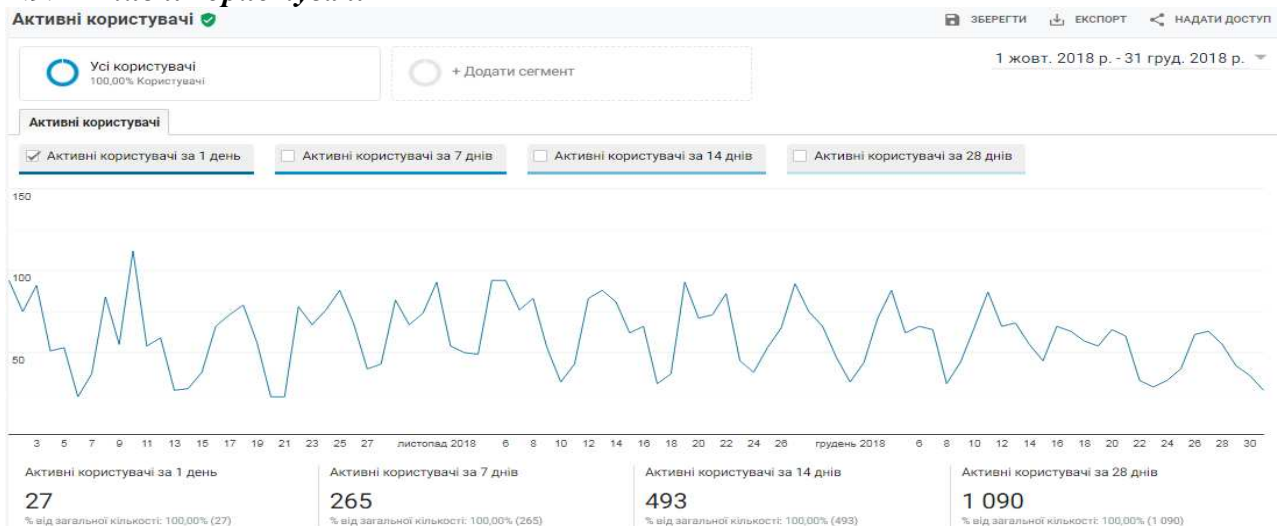 Активні користувачі
ЗБЕРЕГТИ ЕКСПОРТ НАДАТИ ДОСТУП
Усі користувачі
100,00% Користувачі
+ Додати сегмент
1 жовт. 2018 р. - 31 груд. 2018 р.
Активні користувачі
Активні користувачі за 1 день Активні користувачі за 7 днів Активні користувачі за 14 днів Активні користувачі за 28 днів
150
100
50
3 5 7 9 11 13 15 17 19 21 23 25 27 листопад 2018 6 8 10 12 14 16 18 20 22 24 26 грудень 2018 6 8 10 12 14 16 18 20 22 24 26 28 30
Активні користувачі за 1 день Активні користувачі за 7 днів Активні користувачі за 14 днів Активні користувачі за 28 днів
27 265 493 1 090
% від загальної кількості: 100,00% (27) % від загальної кількості: 100,00% (265) % від загальної кількості: 100,00% (493) % від загальної кількості: 100,00% (1 090)